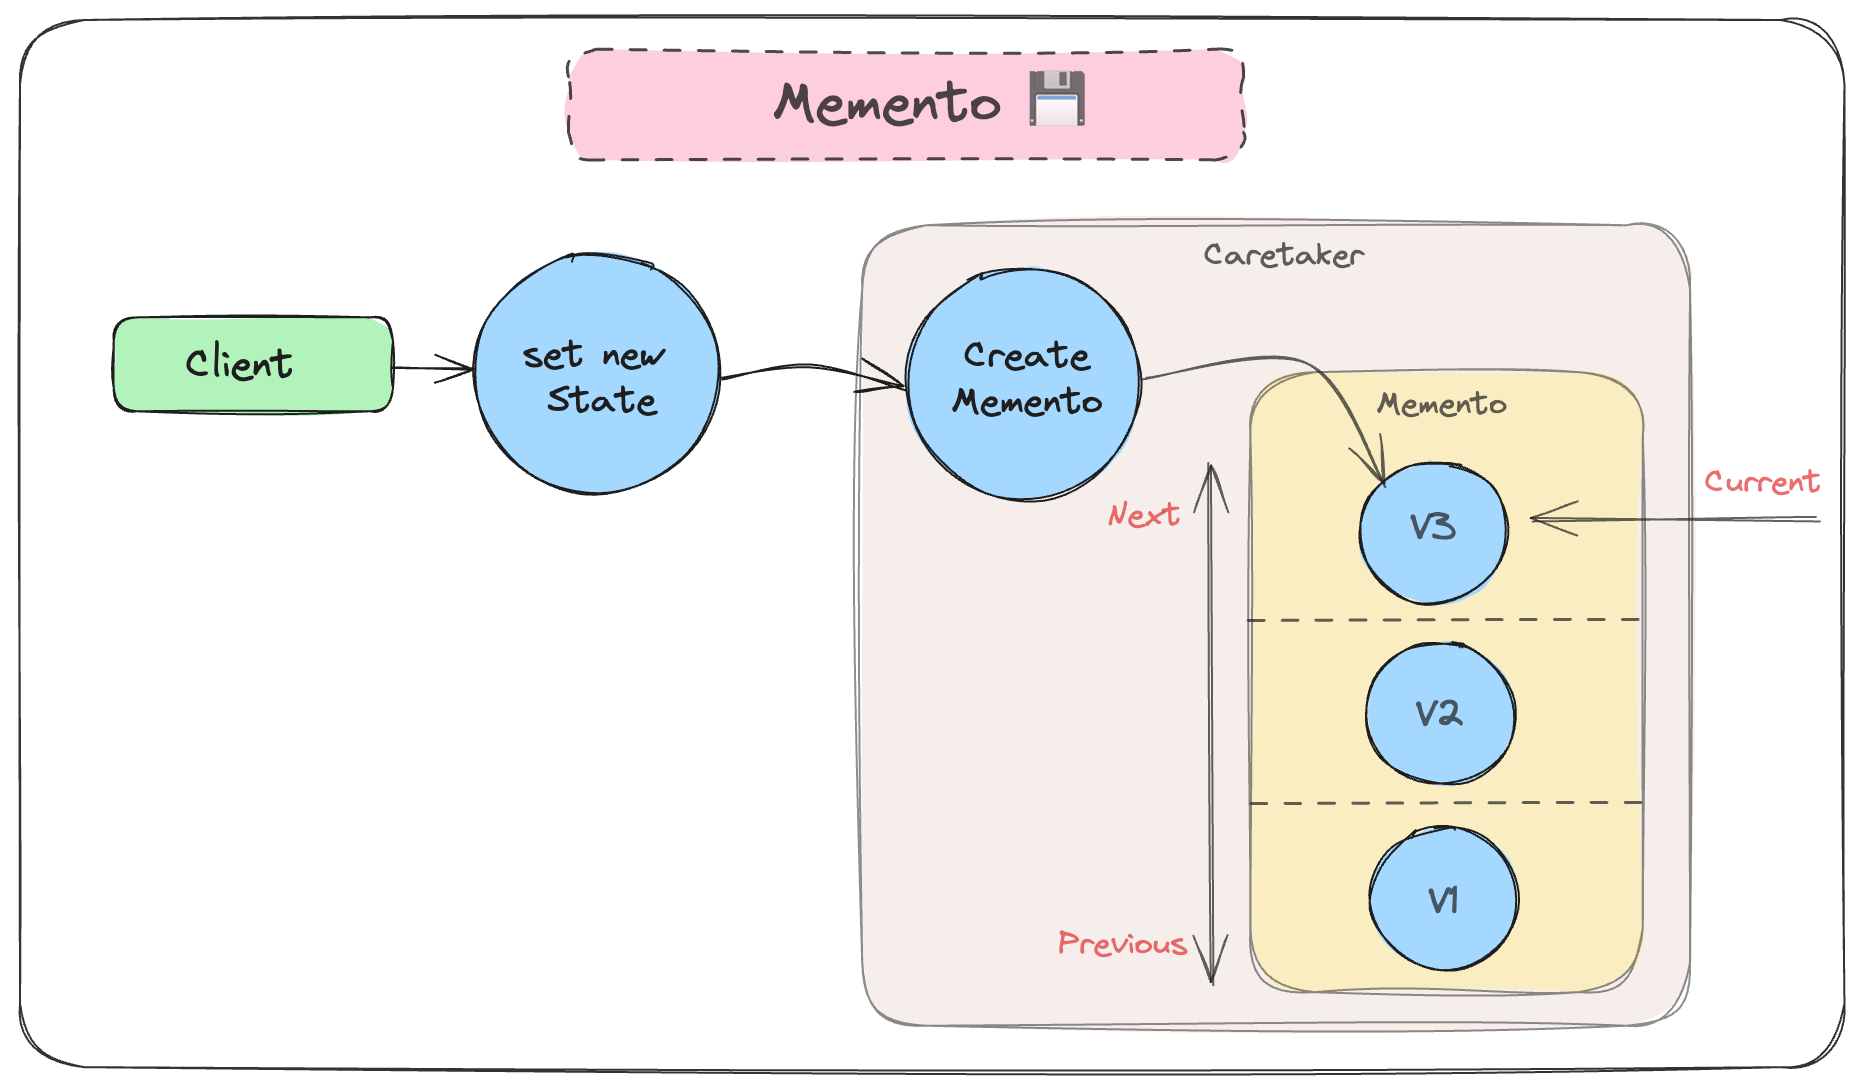 Memento 💾
Caretaker
Client
set new
State
Create
Memento
Memento
Current
Next
V3
V2
V1
Previous